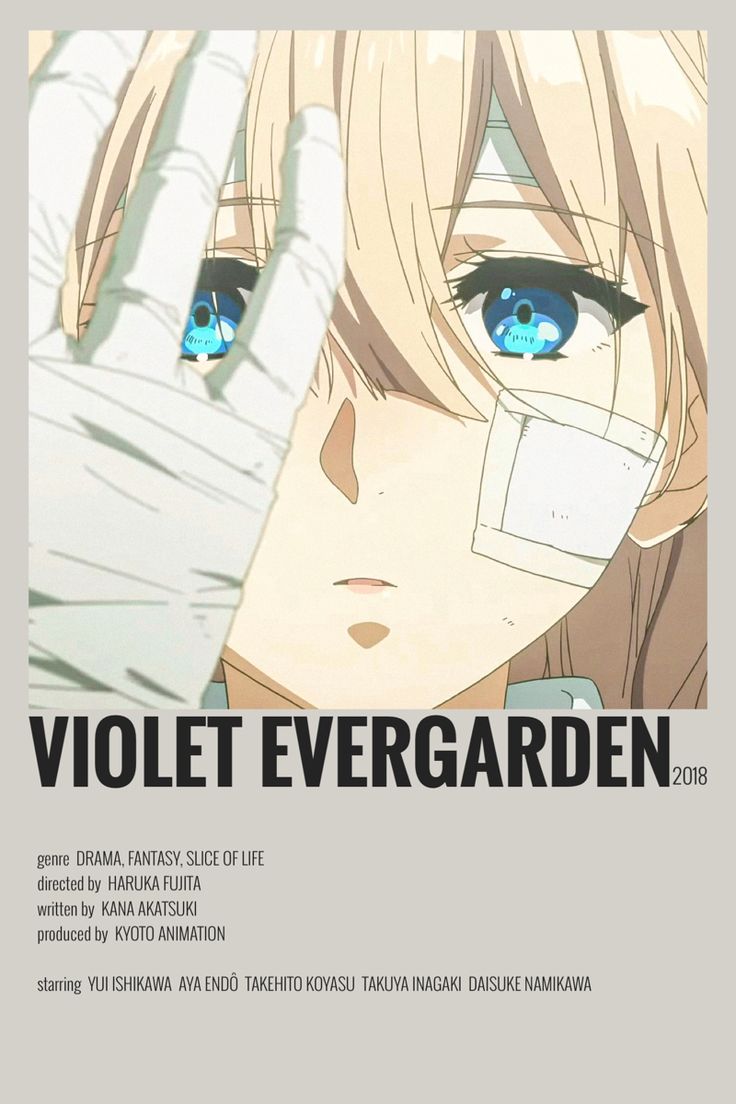 VIOLET EVERGARDEN 2018
genre DRAMA, FANTASY, SLICE OF LIFE
directed by HARUKA FUJITA
written by KANA AKATSUKI
produced by KYOTO ANIMATION
starring YUI ISHIKAWA AYA ENDÔ TAKEHITO KOYASU TAKUYA INAGAKI DAISUKE NAMIKAWA